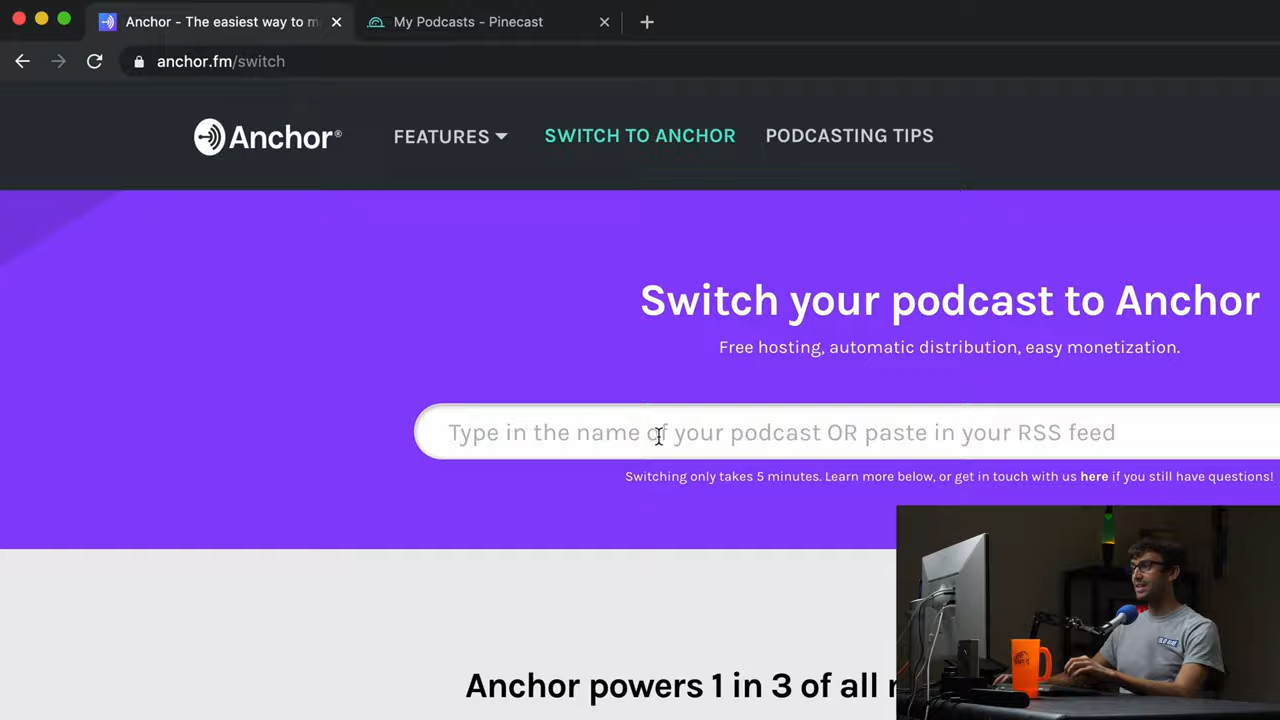 Anchor - The easiest way to m
My Podcasts - Pinecast
anchor.fm/switch
Anchor®
FEATURES
SWITCH TO ANCHOR
PODCASTING TIPS
Switch your podcast to Anchor
Free hosting, automatic distribution, easy monetization.
Type in the name of your podcast OR paste in your RSS feed
Switching only takes 5 minutes. Learn more below, or get in touch with us here if you still have questions!
Anchor powers 1 in 3 of all